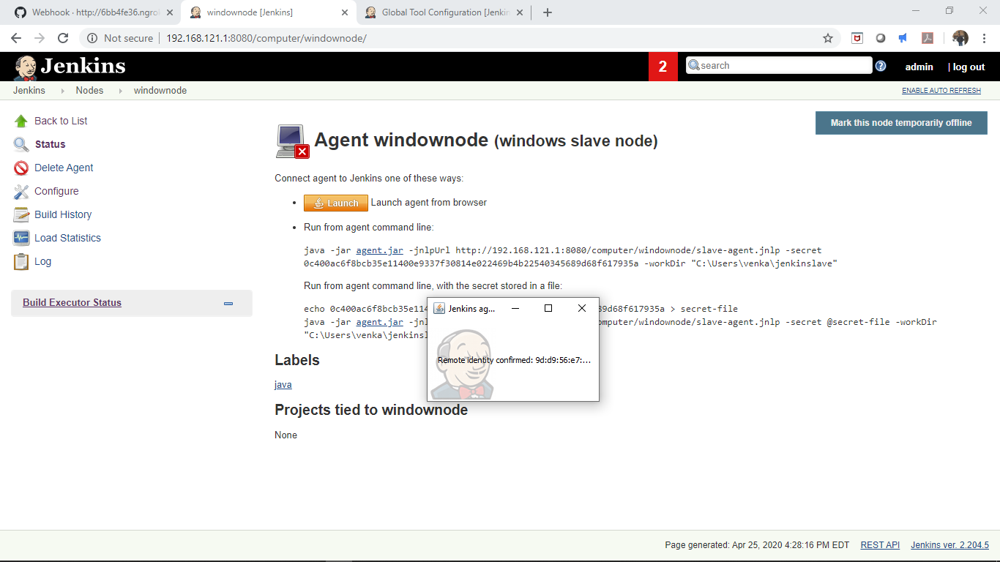 Webhook · http://6bb4fe36.ngro
windownode [Jenkins]
Global Tool Configuration [Jenkin
Not secure
192.168.121.1:8080/computer/windownode/
Jenkins
2
search
admin
| log out
Jenkins
Nodes
windownode
ENABLE AUTO REFRESH
Back to List
Status
Delete Agent
Configure
Build History
Load Statistics
Log
Build Executor Status
Mark this node temporarily offline
Agent windownode (windows slave node)
Connect agent to Jenkins one of these ways:
Launch Launch agent from browser
Run from agent command line:
java -jar agent.jar -jnlpUrl http://192.168.121.1:8080/computer/windownode/slave-agent.jnlp -secret
0c400ac6f8bcb35e11400e9337f30814e022469b4b22540345689d68f617935a -workDir "C:\Users\venka\jenkinslave"
Run from agent command line, with the secret stored in a file:
echo 0c400ac6f8bcb35e114 89d68f617935a > secret-file
java -jar agent.jar -jnl omputer/windownode/slave-agent.jnlp -secret @secret-file -workDir
"C:\Users\venka\jenkinsl
Jenkins ag...
Remote identity confirmed: 9d:d9:56:e7:...
Labels
java
Projects tied to windownode
None
Page generated: Apr 25, 2020 4:28:16 PM EDT
REST API
Jenkins ver. 2.204.5